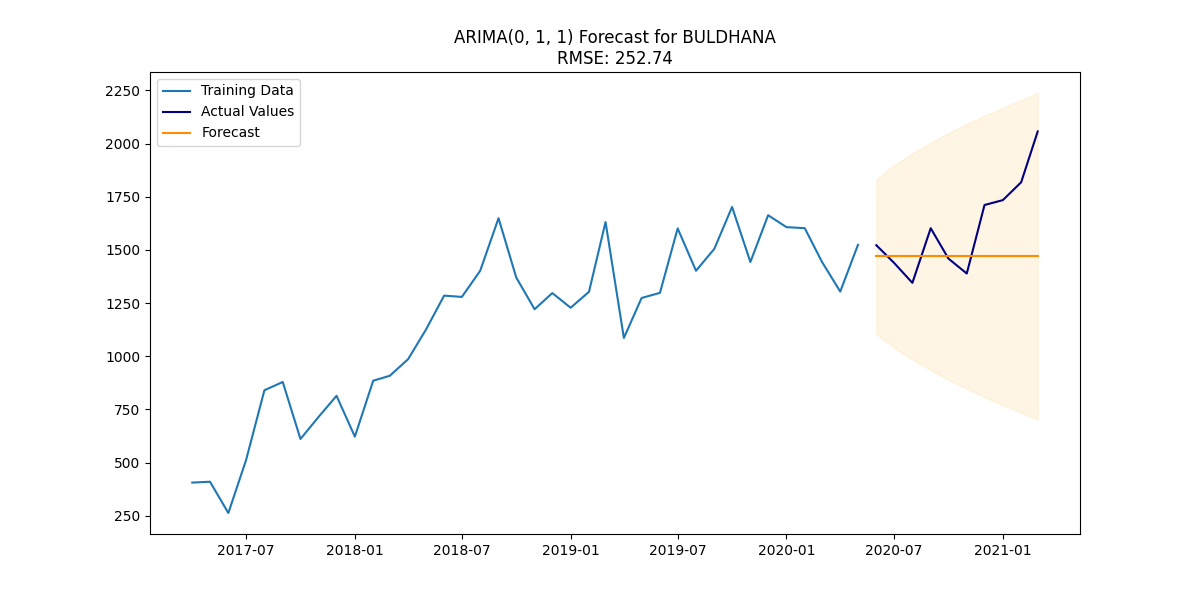 ARIMA(0, 1, 1) Forecast for BULDHANA
RMSE: 252.74
Training Data
Actual Values
Forecast
2250
2000
1750
1500
1250
1000
750
500
250
2017-07 2018-01 2018-07 2019-01 2019-07 2020-01 2020-07 2021-01